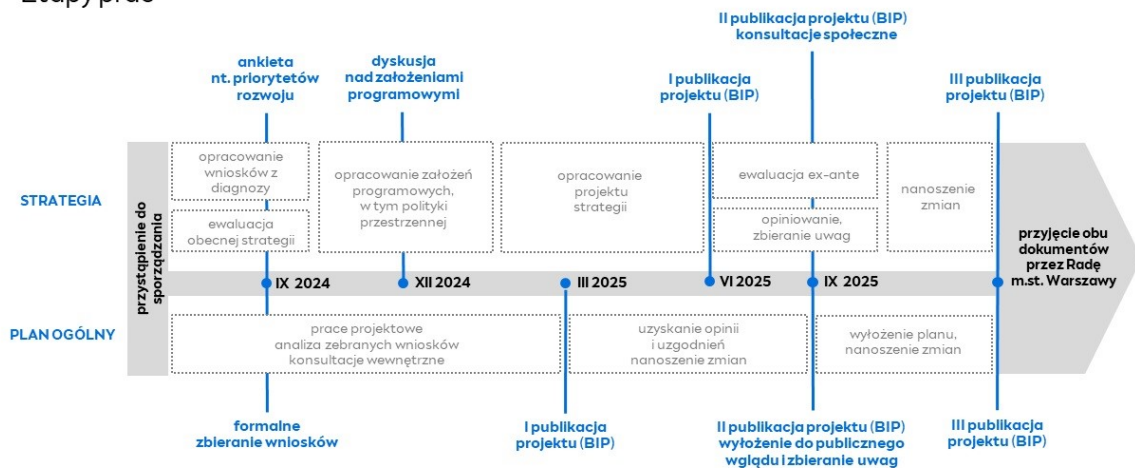 Etapy prac
II publikacja projektu (BIP)
konsultacje społeczne
ankieta
nt. priorytetów
rozwoju
dyskusja
nad założeniami
programowymi
I publikacja
projektu (BIP)
III publikacja
projektu (BIP)
STRATEGIA
przystąpienie do
sporządzania
opracowanie
wniosków z
diagnozy
ewaluacja
obecnej strategii
opracowanie założeń
programowych,
w tym polityki
przestrzennej
opracowanie
projektu
strategii
ewaluacja ex-ante
opiniowanie,
zbieranie uwag
nanoszenie
zmian
przyjęcie obu
dokumentów
przez Radę
m.st. Warszawy
IX 2024
XII 2024
III 2025
VI 2025
IX 2025
PLAN OGÓLNY
prace projektowe
analiza zebranych wniosków
konsultacje wewnętrzne
uzyskanie opinii
i uzgodnień
nanoszenie zmian
wyłożenie planu,
nanoszenie zmian
formalne
zbieranie wniosków
I publikacja
projektu (BIP)
II publikacja projektu (BIP)
wyłożenie do publicznego
wglądu i zbieranie uwag
III publikacja
projektu (BIP)